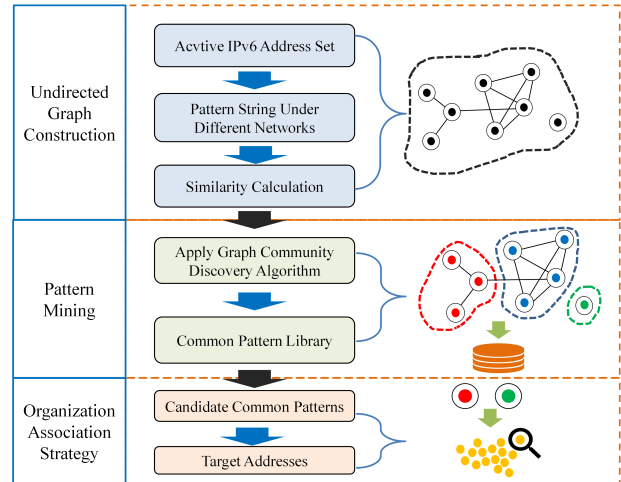 Undirected
Graph
Construction
Acvtive IPv6 Address Set
Pattern String Under
Different Networks
Similarity Calculation
Pattern
Mining
Apply Graph Community
Discovery Algorithm
Common Pattern Library
Organization
Association
Strategy
Candidate Common Patterns
Target Addresses